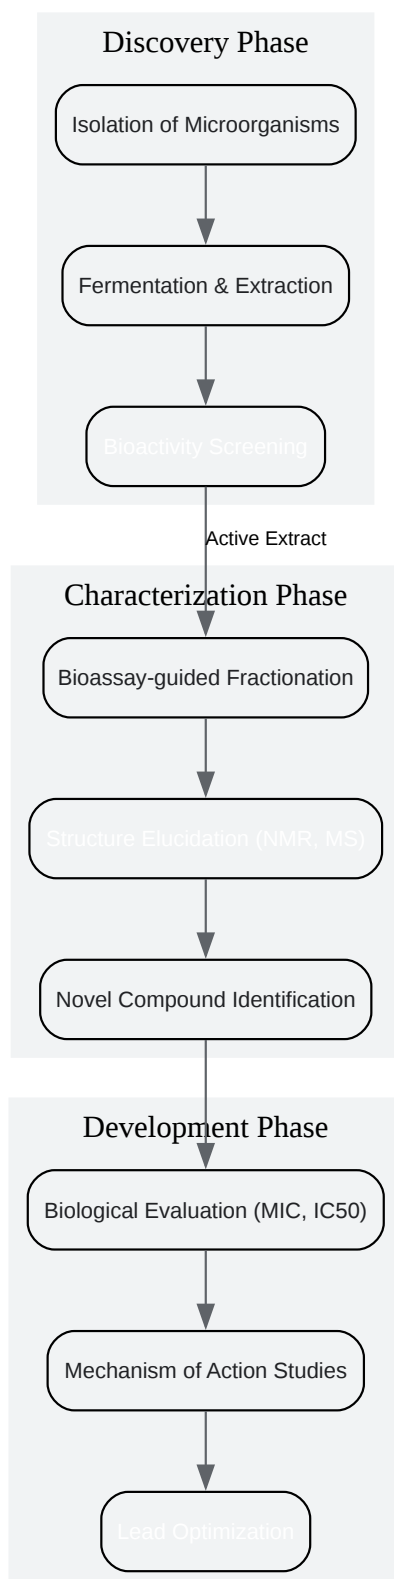 Discovery Phase
Isolation of Microorganisms
Fermentation & Extraction
Bioactivity Screening
Active Extract
Characterization Phase
Bioassay-guided Fractionation
Structure Elucidation (NMR, MS)
Novel Compound Identification
Development Phase
Biological Evaluation (MIC, IC50)
Mechanism of Action Studies
Lead Optimization